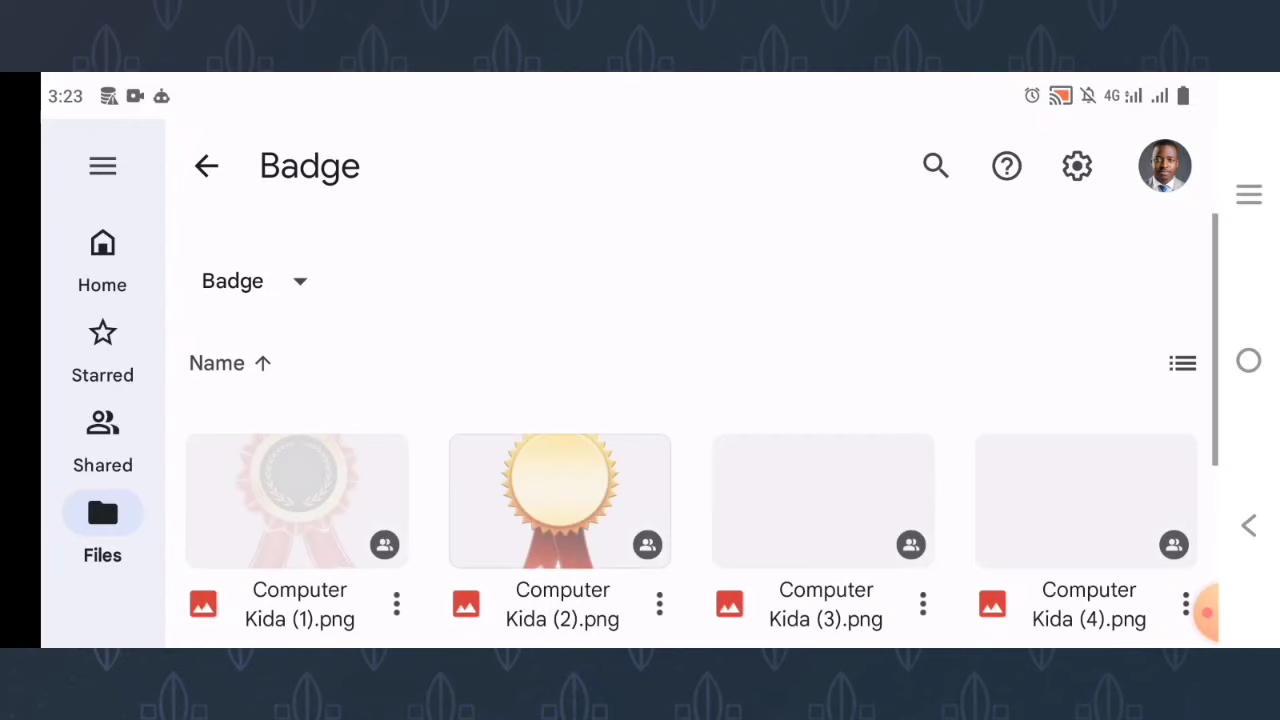 3:23
4G
Badge
Home
Badge
Starred
Name
Shared
Files
Computer
Kida (1).png
Computer
Kida (2).png
Computer
Kida (3).png
Computer
Kida (4).png